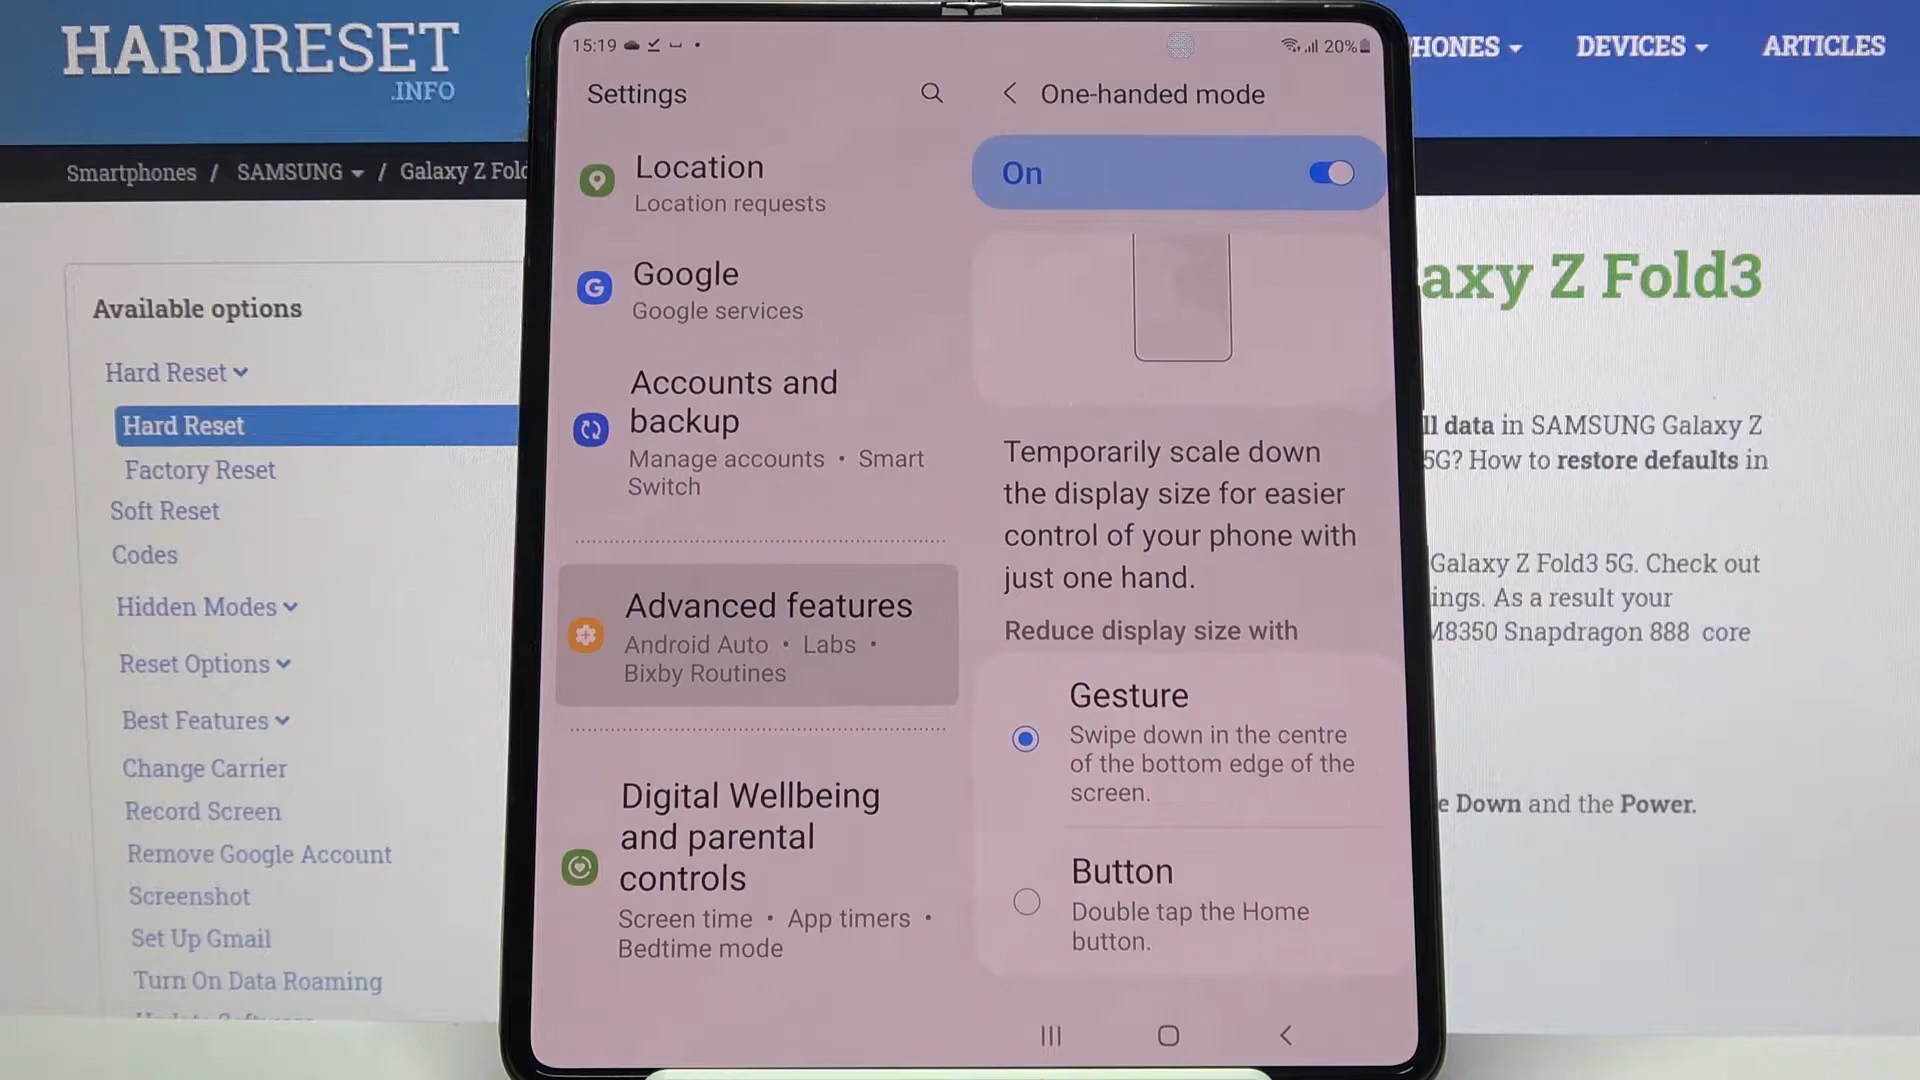 HARDRESET
.INFO
HONES
DEVICES
ARTICLES
Smartphones / SAMSUNG / Galaxy Z Fold
Available options
Hard Reset
Hard Reset
Factory Reset
Soft Reset
Codes
Hidden Modes
Reset Options
Best Features
Change Carrier
Record Screen
Remove Google Account
Screenshot
Set Up Gmail
Turn On Data Roaming
15:19
20%
Settings
Location
Location requests
Google
Google services
Accounts and
backup
Manage accounts • Smart
Switch
Advanced features
Android Auto • Labs •
Bixby Routines
Digital Wellbeing
and parental
controls
Screen time • App timers •
Bedtime mode
One-handed mode
On
Temporarily scale down
the display size for easier
control of your phone with
just one hand.
Reduce display size with
Gesture
Swipe down in the centre
of the bottom edge of the
screen.
Button
Double tap the Home
button.
axy Z Fold3
ll data in SAMSUNG Galaxy Z
5G? How to restore defaults in
Galaxy Z Fold3 5G. Check out
ings. As a result your
M8350 Snapdragon 888 core
e Down and the Power.